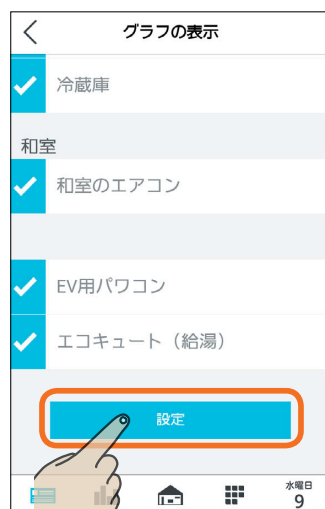 グラフの表示
冷蔵庫
和室
和室のエアコン
EV用パワコン
エコキュート（給湯）
設定
水曜日
9